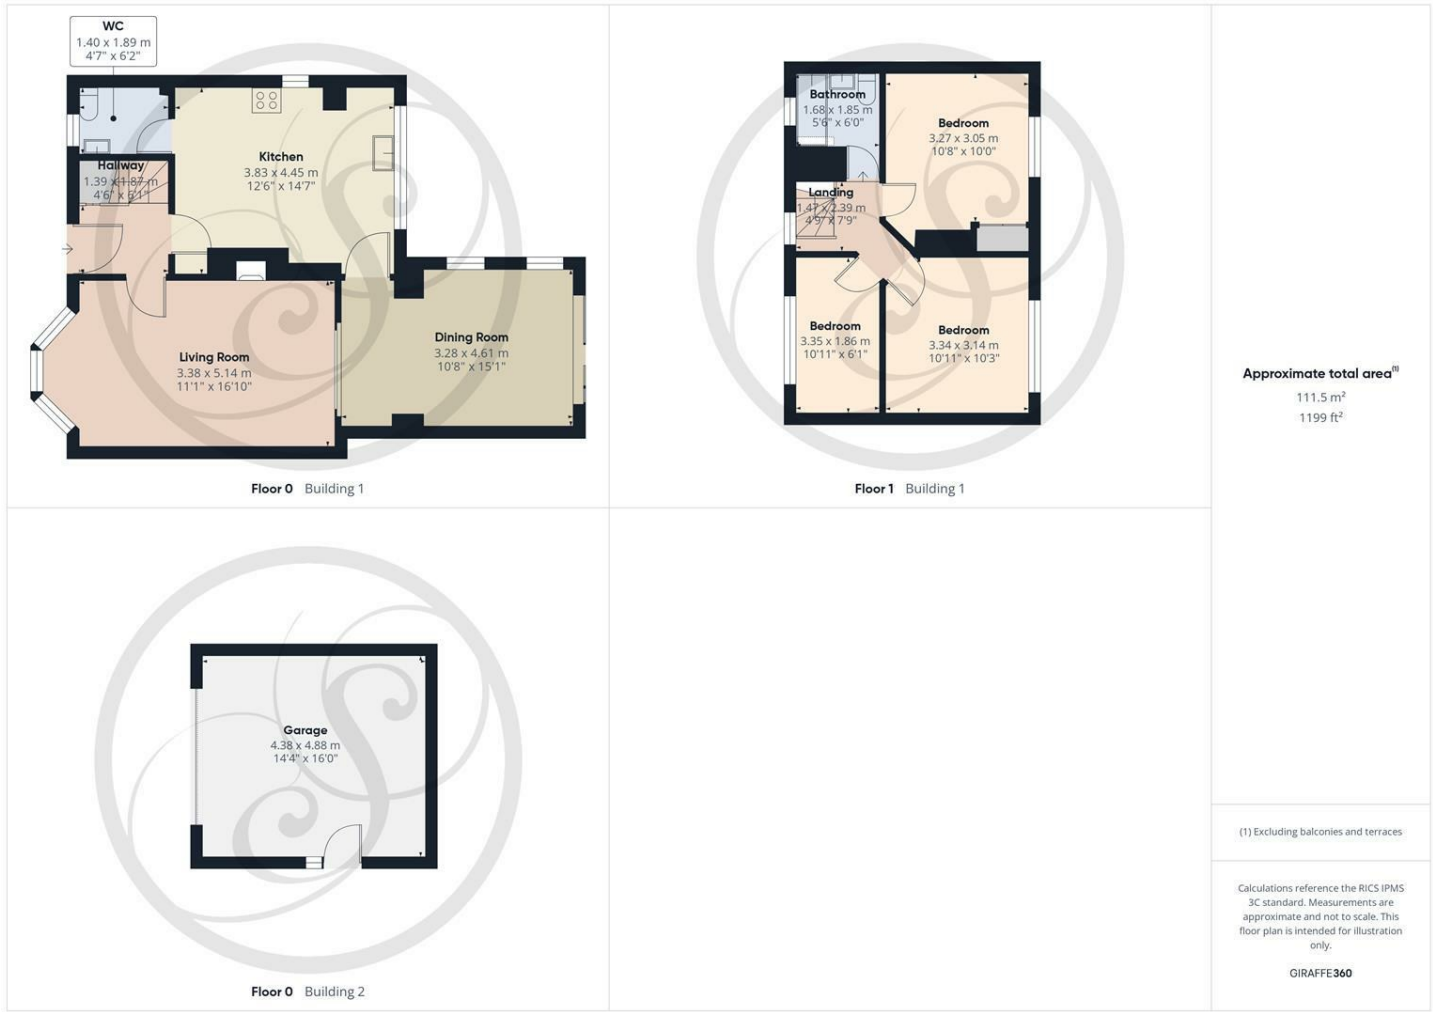 WC
1.40 x 1.89 m
4'7" x 6'2"
Hallway
1.39 x 1.87 m
4'6" x 6'1"
Kitchen
3.83 x 4.45 m
12'6" x 14'7"
Living Room
3.38 x 5.14 m
11'1" x 16'10"
Dining Room
3.28 x 4.61 m
10'8" x 15'1"
Floor 0 Building 1
Bathroom
1.68 x 1.85 m
5'6" x 6'0"
Bedroom
3.27 x 3.05 m
10'8" x 10'0"
Landing
1.47 x 2.39 m
4'9" x 7'9"
Bedroom
3.35 x 1.86 m
10'11" x 6'1"
Bedroom
3.34 x 3.14 m
10'11" x 10'3"
Floor 1 Building 1
Garage
4.38 x 4.88 m
14'4" x 16'0"
Floor 0 Building 2
Approximate total area(1)
111.5 m²
1199 ft²
(1) Excluding balconies and terraces
Calculations reference the RICS IPMS
3C standard. Measurements are
approximate and not to scale. This
floor plan is intended for illustration
only.
GIRAFFE360